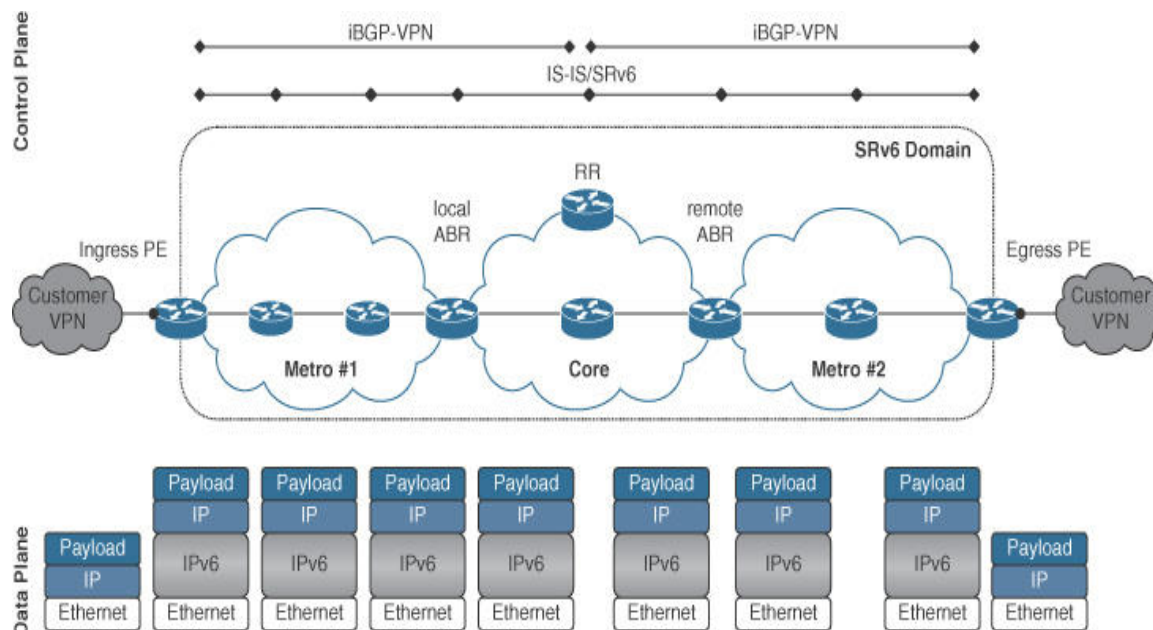 Control Plane
iBGP-VPN
iBGP-VPN
IS-IS/SRv6
SRv6 Domain
RR
local
ABR
remote
ABR
Ingress PE
Egress PE
Customer
VPN
Customer
VPN
Metro #1
Core
Metro #2
Data Plane
Payload
IP
Ethernet
Payload
IP
IPv6
Ethernet
Payload
IP
IPv6
Ethernet
Payload
IP
IPv6
Ethernet
Payload
IP
IPv6
Ethernet
Payload
IP
IPv6
Ethernet
Payload
IP
IPv6
Ethernet
Payload
IP
IPv6
Ethernet
Payload
IP
Ethernet